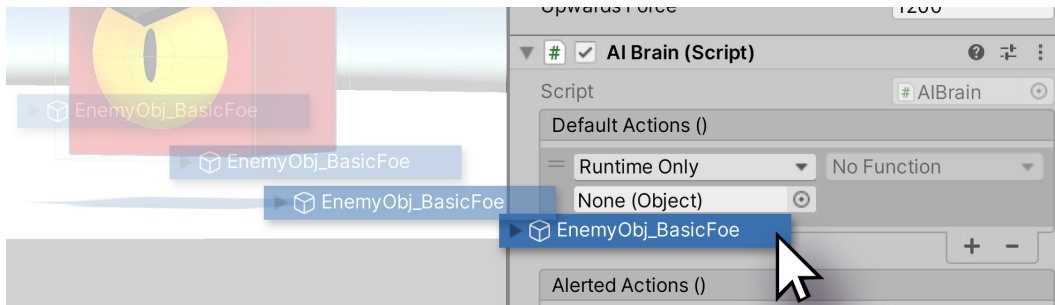 Upwards Force 1200
AI Brain (Script)
Script # AIBrain
EnemyObj_BasicFoe
Default Actions ()
EnemyObj_BasicFoe
Runtime Only No Function
EnemyObj_BasicFoe
None (Object)
EnemyObj_BasicFoe
Alerted Actions ()